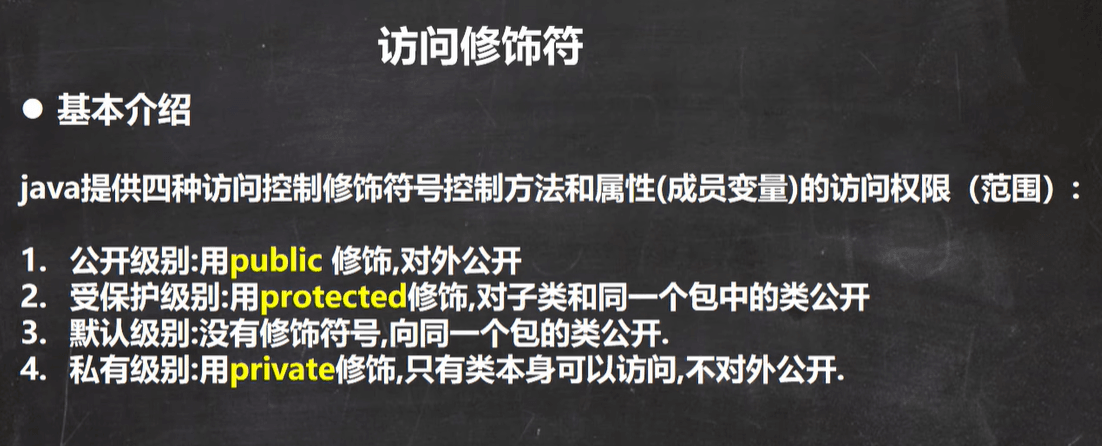 访问修饰符
● 基本介绍
java提供四种访问控制修饰符号控制方法和属性(成员变量)的访问权限（范围）:
1. 公开级别:用public 修饰,对外公开
2. 受保护级别:用protected修饰,对子类和同一个包中的类公开
3. 默认级别:没有修饰符号,向同一个包的类公开.
4. 私有级别:用private修饰,只有类本身可以访问,不对外公开.